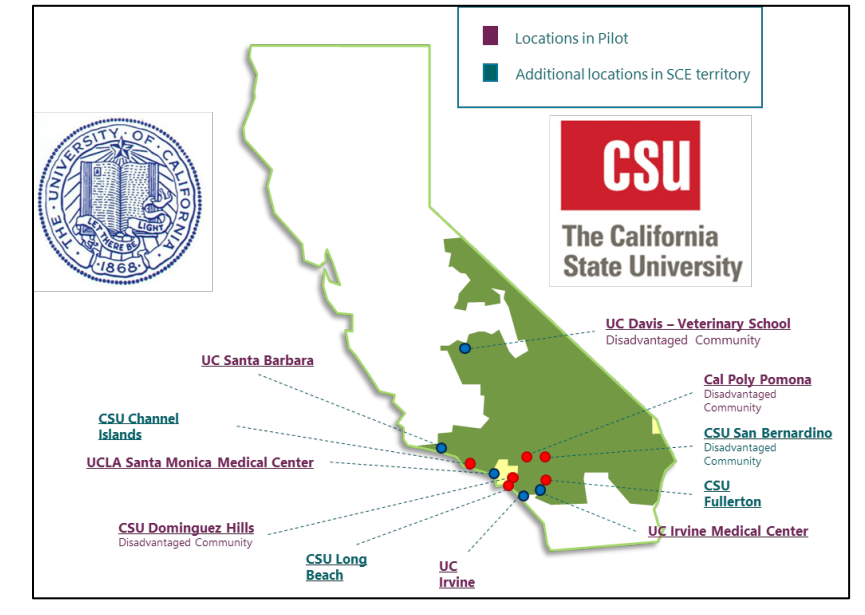 Locations in Pilot
Additional locations in SCE territory
THE · UNIVERSITY · OF · CALIFORNIA ·
A
LET THERE BE
LIGHT
· 1868 ·
CSU
The California
State University
UC Davis – Veterinary School
Disadvantaged Community
UC Santa Barbara
Cal Poly Pomona
Disadvantaged
Community
CSU Channel
Islands
CSU San Bernardino
Disadvantaged
Community
UCLA Santa Monica Medical Center
CSU
Fullerton
CSU Dominguez Hills
Disadvantaged Community
UC Irvine Medical Center
CSU Long
Beach
UC
Irvine